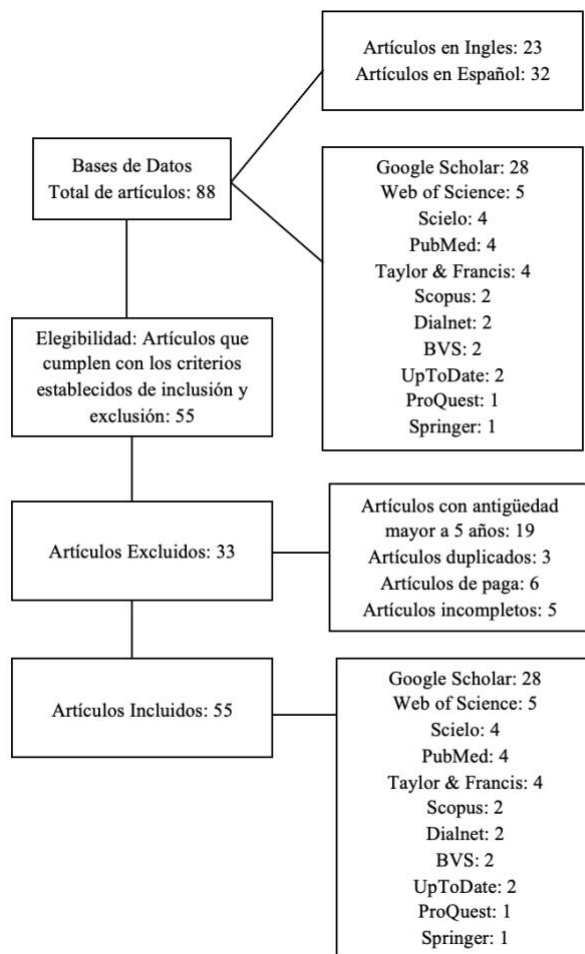 Artículos en Ingles: 23
Artículos en Español: 32
Bases de Datos
Total de artículos: 88
Google Scholar: 28
Web of Science: 5
Scielo: 4
PubMed: 4
Taylor & Francis: 4
Scopus: 2
Dialnet: 2
BVS: 2
UpToDate: 2
ProQuest: 1
Springer: 1
Elegibilidad: Artículos que
cumplen con los criterios
establecidos de inclusión y
exclusión: 55
Artículos Excluidos: 33
Artículos con antigüedad
mayor a 5 años: 19
Artículos duplicados: 3
Artículos de paga: 6
Artículos incompletos: 5
Artículos Incluidos: 55
Google Scholar: 28
Web of Science: 5
Scielo: 4
PubMed: 4
Taylor & Francis: 4
Scopus: 2
Dialnet: 2
BVS: 2
UpToDate: 2
ProQuest: 1
Springer: 1